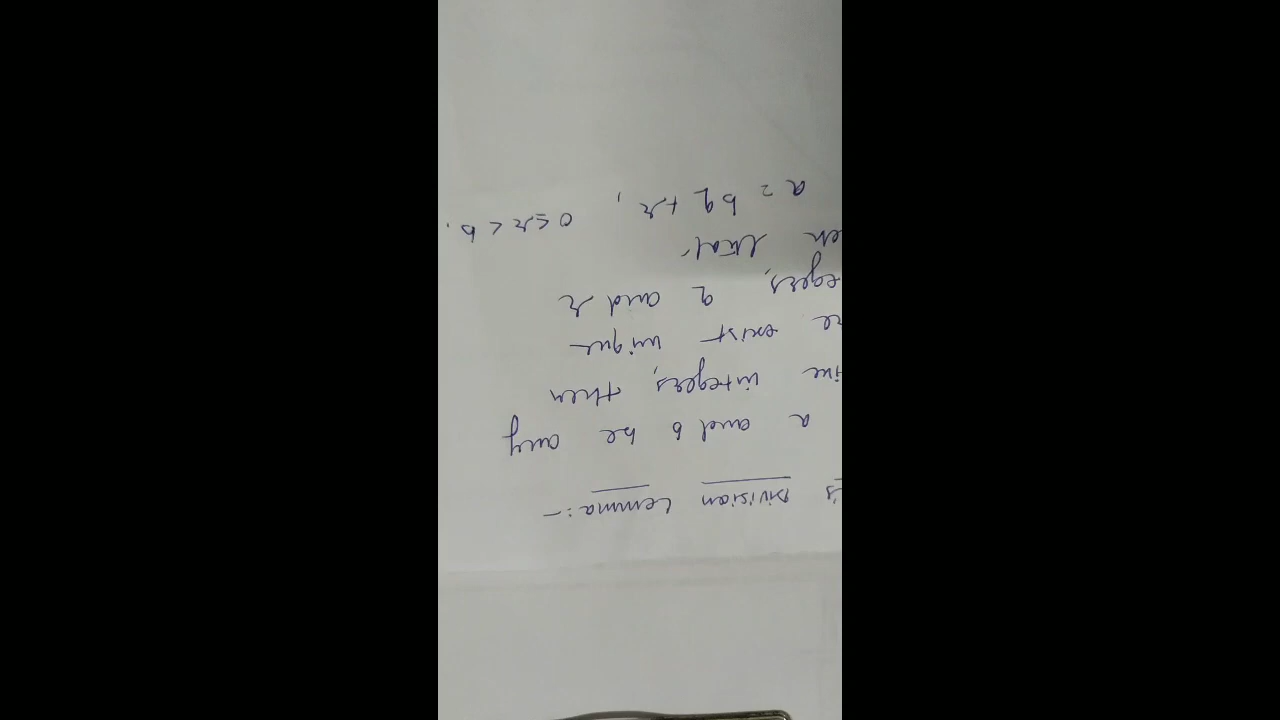 's Division Lemma:-
a and b be any
ive integers, then
re exist unique
egers, q and r
ch that
a = bq + r, 0 ≤ r < b.